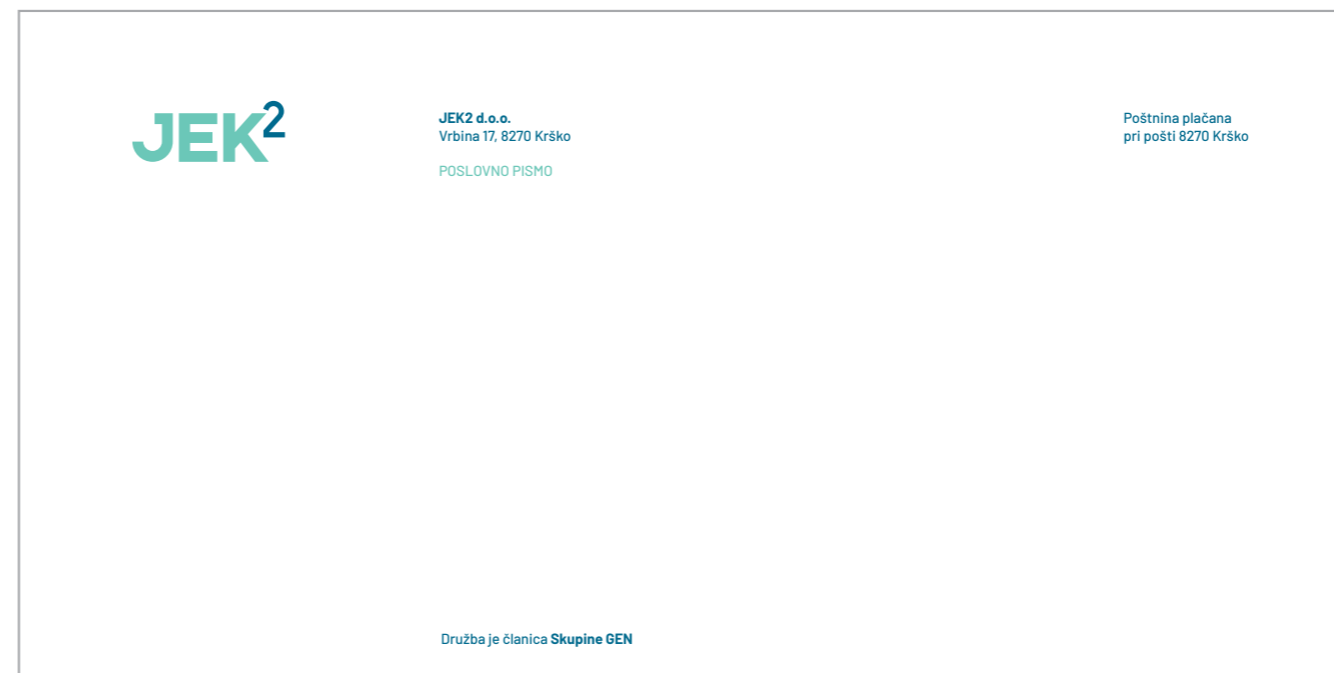 JEK²
JEK2 d.o.o.
Vrbina 17, 8270 Krško
POSLOVNO PISMO
Poštnina plačana
pri pošti 8270 Krško
Družba je članica Skupine GEN